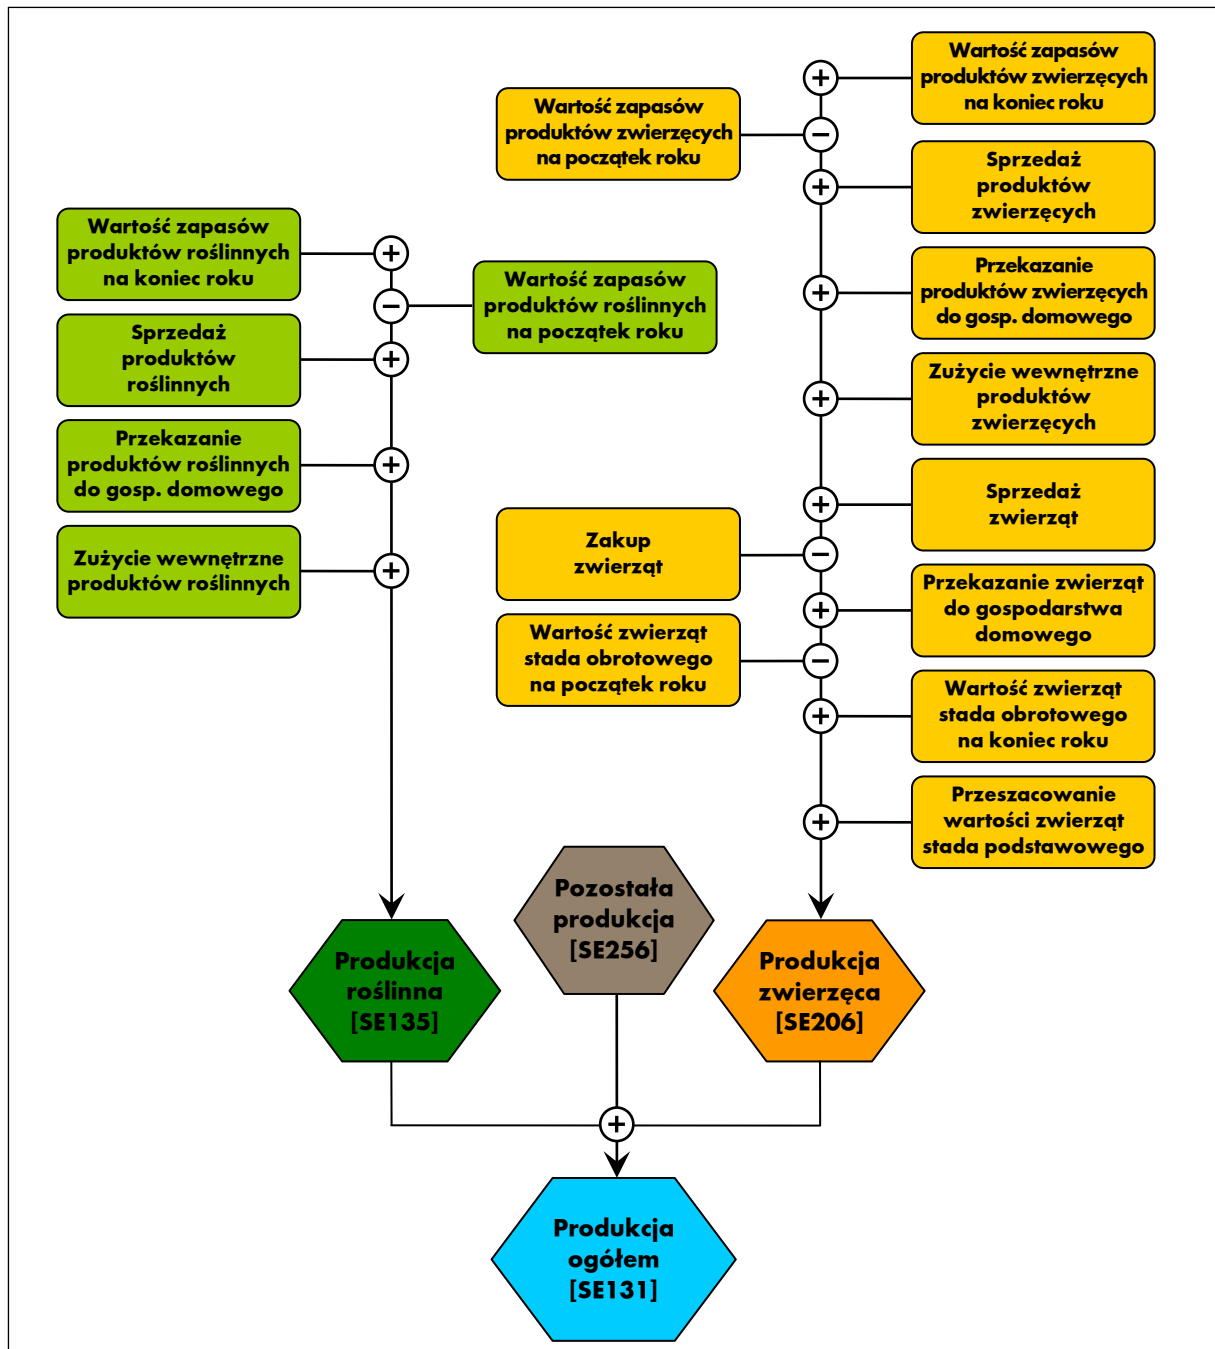 Wartość zapasów
produktów roślinnych
na koniec roku
+
−
Wartość zapasów
produktów roślinnych
na początek roku
Sprzedaż
produktów
roślinnych
+
Przekazanie
produktów roślinnych
do gosp. domowego
+
Zużycie wewnętrzne
produktów roślinnych
+
+
Wartość zapasów
produktów zwierzęcych
na koniec roku
Wartość zapasów
produktów zwierzęcych
na początek roku
−
+
Sprzedaż
produktów
zwierzęcych
+
Przekazanie
produktów zwierzęcych
do gosp. domowego
+
Zużycie wewnętrzne
produktów
zwierzęcych
+
Sprzedaż
zwierząt
Zakup
zwierząt
−
+
Przekazanie zwierząt
do gospodarstwa
domowego
Wartość zwierząt
stada obrotowego
na początek roku
−
+
Wartość zwierząt
stada obrotowego
na koniec roku
+
Przeszacowanie
wartości zwierząt
stada podstawowego
Produkcja
roślinna
[SE135]
Pozostała
produkcja
[SE256]
Produkcja
zwierzęca
[SE206]
+
Produkcja
ogółem
[SE131]